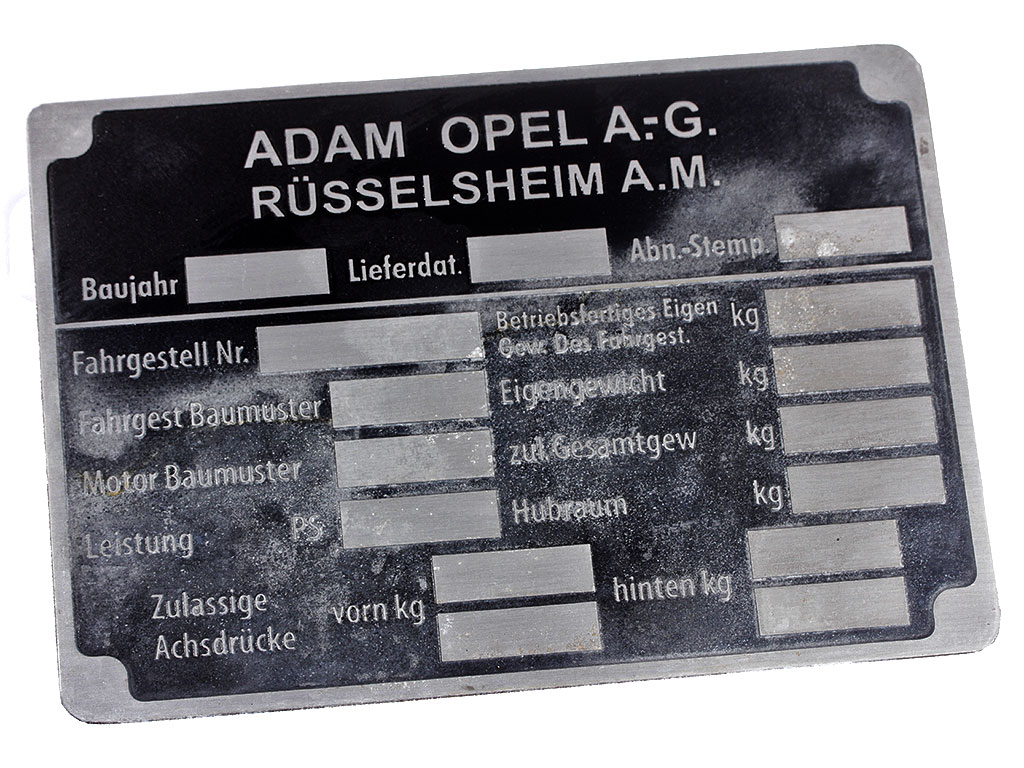 ADAM OPEL A.-G.
RÜSSELSHEIM A.M.
Baujahr Lieferdat. Abn.-Stemp.
Fahrgestell Nr. Betriebsfertiges Eigen kg
Gew. Des Fahrgest.
Fahrgest Baumuster Eigengewicht kg
Motor Baumuster zul.Gesamtgew kg
Leistung PS Hubraum kg
Zulassige vorn kg hinten kg
Achsdrücke